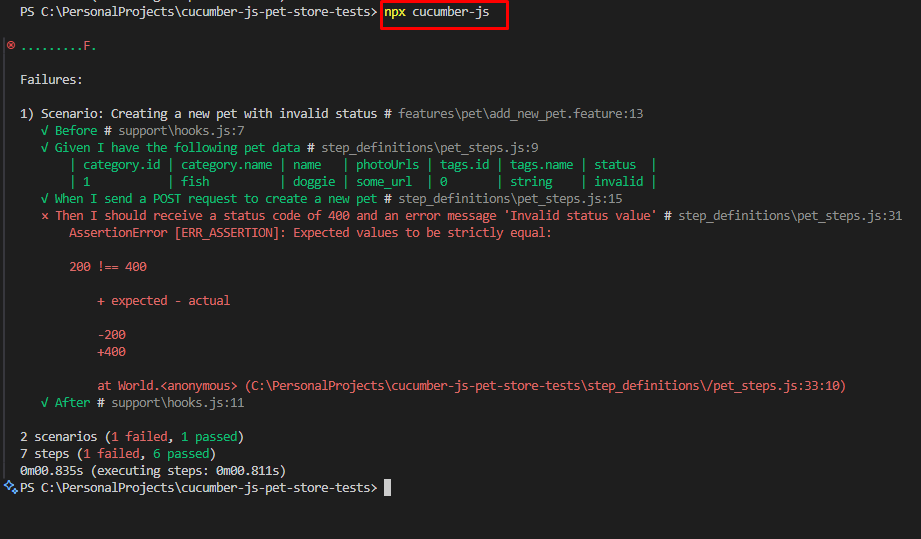 PS C:\PersonalProjects\cucumber-js-pet-store-tests> npx cucumber-js
.........F.
Failures:
1) Scenario: Creating a new pet with invalid status # features\pet\add_new_pet.feature:13
√ Before # support\hooks.js:7
√ Given I have the following pet data # step_definitions\pet_steps.js:9
| category.id | category.name | name | photoUrls | tags.id | tags.name | status |
| 1 | fish | doggie | some_url | 0 | string | invalid |
√ When I send a POST request to create a new pet # step_definitions\pet_steps.js:15
× Then I should receive a status code of 400 and an error message 'Invalid status value' # step_definitions\pet_steps.js:31
AssertionError [ERR_ASSERTION]: Expected values to be strictly equal:
200 !== 400
+ expected - actual
-200
+400
at World.<anonymous> (C:\PersonalProjects\cucumber-js-pet-store-tests\step_definitions\/pet_steps.js:33:10)
√ After # support\hooks.js:11
2 scenarios (1 failed, 1 passed)
7 steps (1 failed, 6 passed)
0m00.835s (executing steps: 0m00.811s)
PS C:\PersonalProjects\cucumber-js-pet-store-tests>